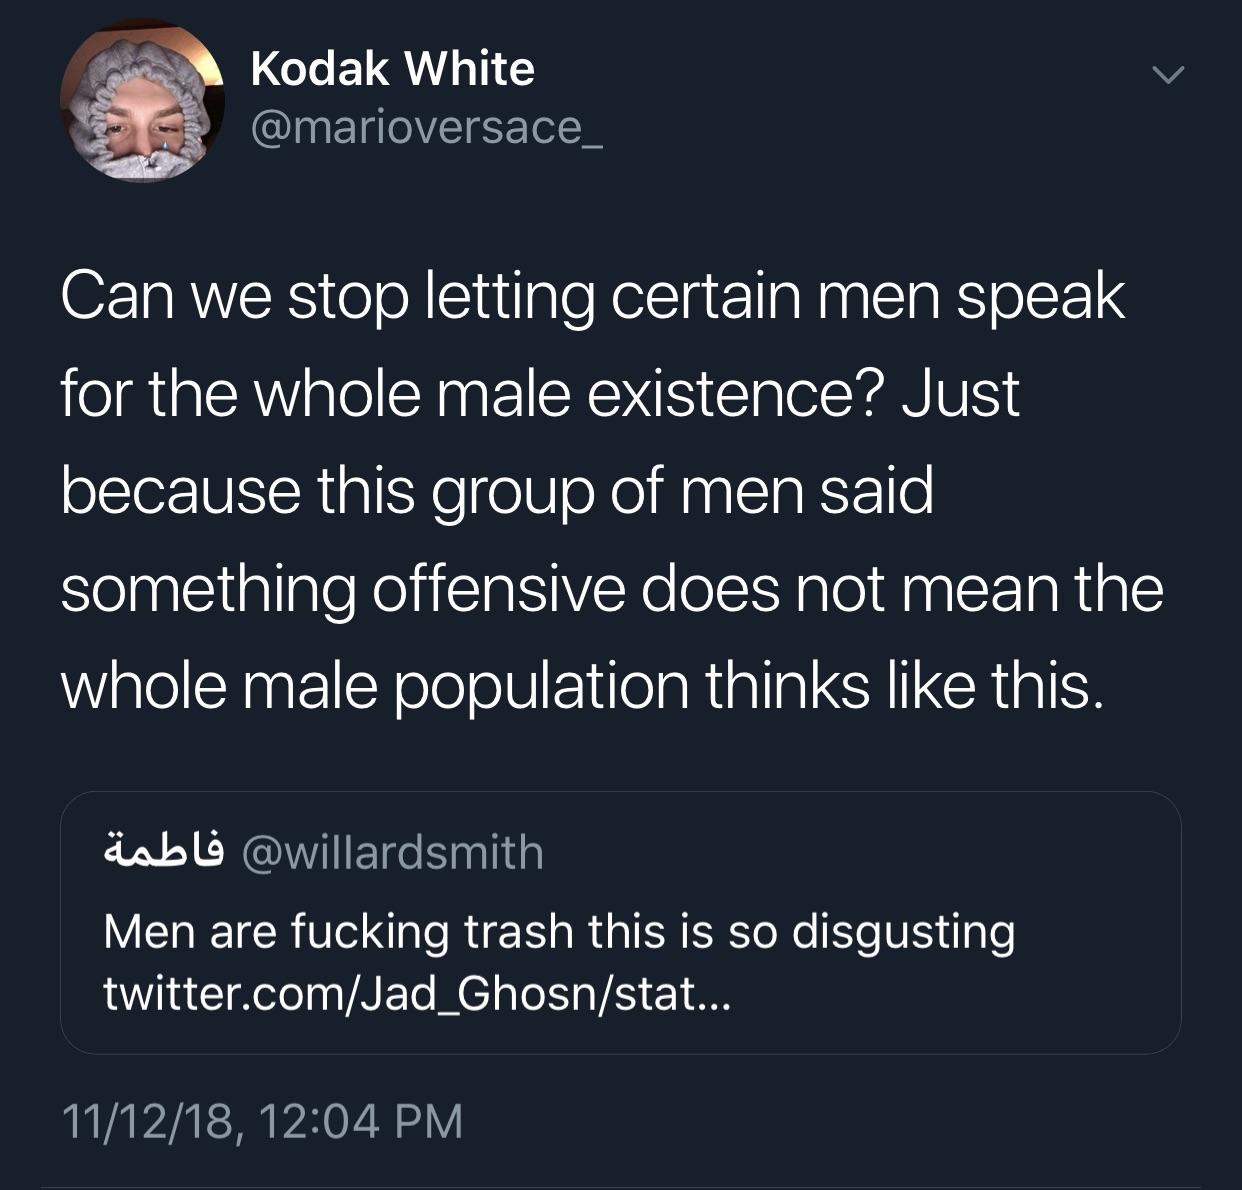 Kodak White
@marioversace_
Can we stop letting certain men speak
for the whole male existence? Just
because this group of men said
something offensive does not mean the
whole male population thinks like this.
فاطمة @willardsmith
Men are fucking trash this is so disgusting
twitter.com/Jad_Ghosn/stat...
11/12/18, 12:04 PM